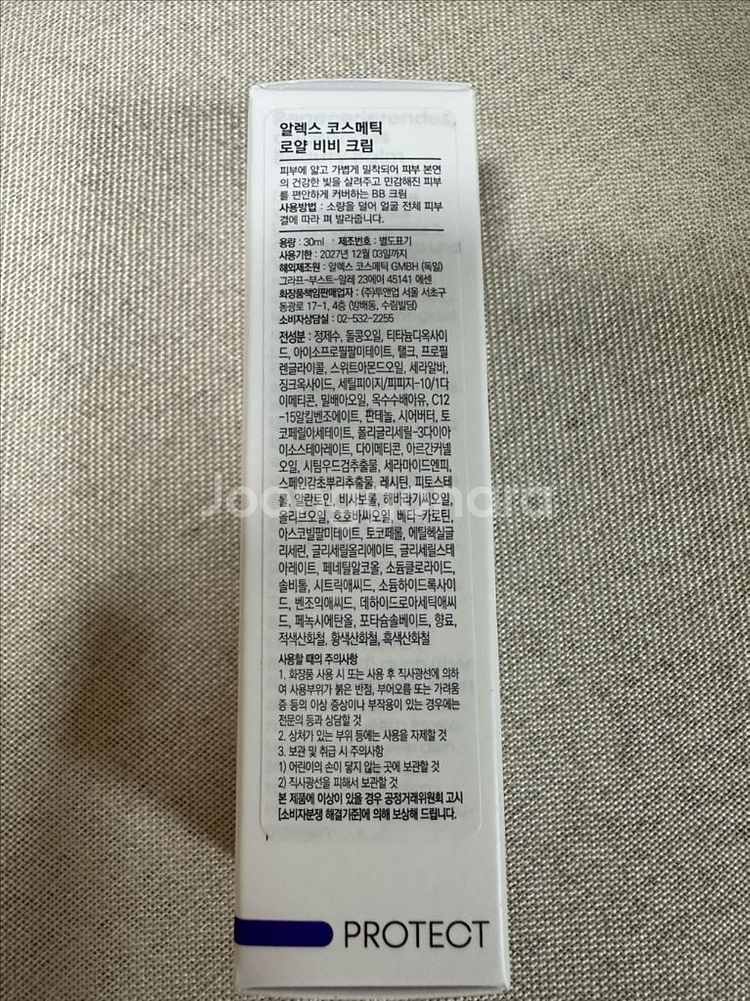 알렉스 코스메틱
로얄 비비 크림
피부에 얇고 가볍게 밀착되어 피부 본연
의 건강한 빛을 살려주고 민감해진 피부
를 편안하게 커버하는 BB 크림
사용방법 : 소량을 덜어 얼굴 전체 피부
결에 따라 펴 발라줍니다.
용량 : 30ml 제조번호 : 별도표기
사용기한 : 2027년 12월 03일까지
해외제조원 : 알렉스 코스메틱 GMBH (독일)
그라프-부스트-알레 23에이 45141 에센
화장품책임판매업자 : (주)투앤업 서울 서초구
동광로 17-1, 4층 (방배동, 수림빌딩)
소비자상담실 : 02-532-2255
전성분 : 정제수, 돌콩오일, 티타늄디옥사이
드, 아이소프로필팔미테이트, 탤크, 프로필
렌글라이콜, 스위트아몬드오일, 세라알바,
징크옥사이드, 세틸피이지/피피지-10/1다
이메티콘, 밀배아오일, 옥수수배아유, C12
-15알킬벤조에이트, 판테놀, 시어버터, 토
코페릴아세테이트, 폴리글리세릴-3다이아
이소스테아레이트, 다이메티콘, 아르간커넬
오일, 시팀우드검추출물, 세라마이드엔피,
스페인감초뿌리추출물, 레시틴, 피토스테
롤, 알란토인, 비사보롤, 해바라기씨오일,
올리브오일, 호호바씨오일, 베타-카로틴,
아스코빌팔미테이트, 토코페롤, 에틸헥실글
리세린, 글리세릴올리에이트, 글리세릴스테
아레이트, 페네틸알코올, 소듐클로라이드,
솔비톨, 시트릭애씨드, 소듐하이드록사이
드, 벤조익애씨드, 데하이드로아세틱애씨
드, 페녹시에탄올, 포타슘솔베이트, 향료,
적색산화철, 황색산화철, 흑색산화철
사용할 때의 주의사항
1. 화장품 사용 시 또는 사용 후 직사광선에 의하
여 사용부위가 붉은 반점, 부어오름 또는 가려움
증 등의 이상 증상이나 부작용이 있는 경우에는
전문의 등과 상담할 것
2. 상처가 있는 부위 등에는 사용을 자제할 것
3. 보관 및 취급 시 주의사항
1) 어린이의 손이 닿지 않는 곳에 보관할 것
2) 직사광선을 피해서 보관할 것
본 제품에 이상이 있을 경우 공정거래위원회 고시
[소비자분쟁 해결기준]에 의해 보상해 드립니다.
PROTECT